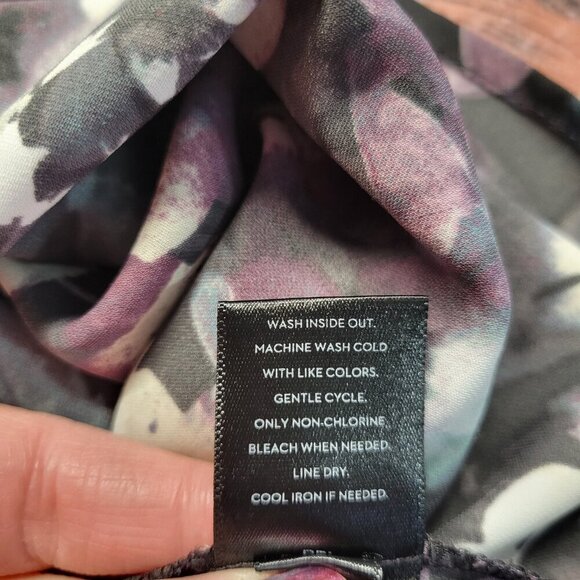 WASH INSIDE OUT.
MACHINE WASH COLD
WITH LIKE COLORS.
GENTLE CYCLE.
ONLY NON-CHLORINE
BLEACH WHEN NEEDED.
LINE DRY.
COOL IRON IF NEEDED.